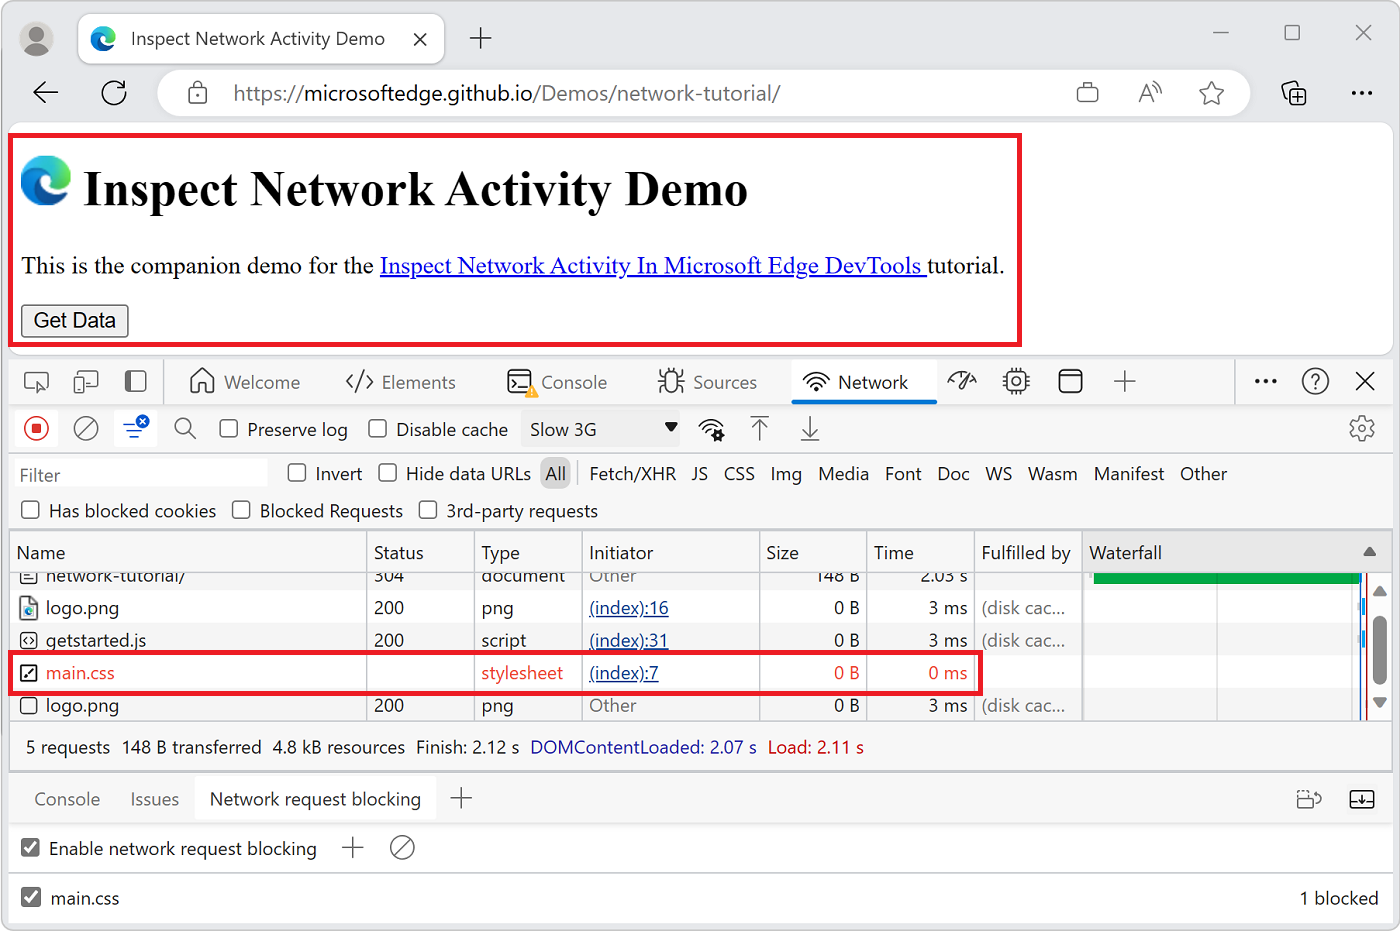 Inspect Network Activity Demo
https://microsoftedge.github.io/Demos/network-tutorial/
Inspect Network Activity Demo
This is the companion demo for the Inspect Network Activity In Microsoft Edge DevTools tutorial.
Get Data
Welcome Elements Console Sources Network
Preserve log Disable cache Slow 3G
Filter Invert Hide data URLs All Fetch/XHR JS CSS Img Media Font Doc WS Wasm Manifest Other
Has blocked cookies Blocked Requests 3rd-party requests
Name Status Type Initiator Size Time Fulfilled by Waterfall
network-tutorial/ 304 document Other 148 B 2.03 s
logo.png 200 png (index):16 0 B 3 ms (disk cac...
getstarted.js 200 script (index):31 0 B 3 ms (disk cac...
main.css stylesheet (index):7 0 B 0 ms
logo.png 200 png Other 0 B 3 ms (disk cac...
5 requests 148 B transferred 4.8 kB resources Finish: 2.12 s DOMContentLoaded: 2.07 s Load: 2.11 s
Console Issues Network request blocking
Enable network request blocking
main.css 1 blocked